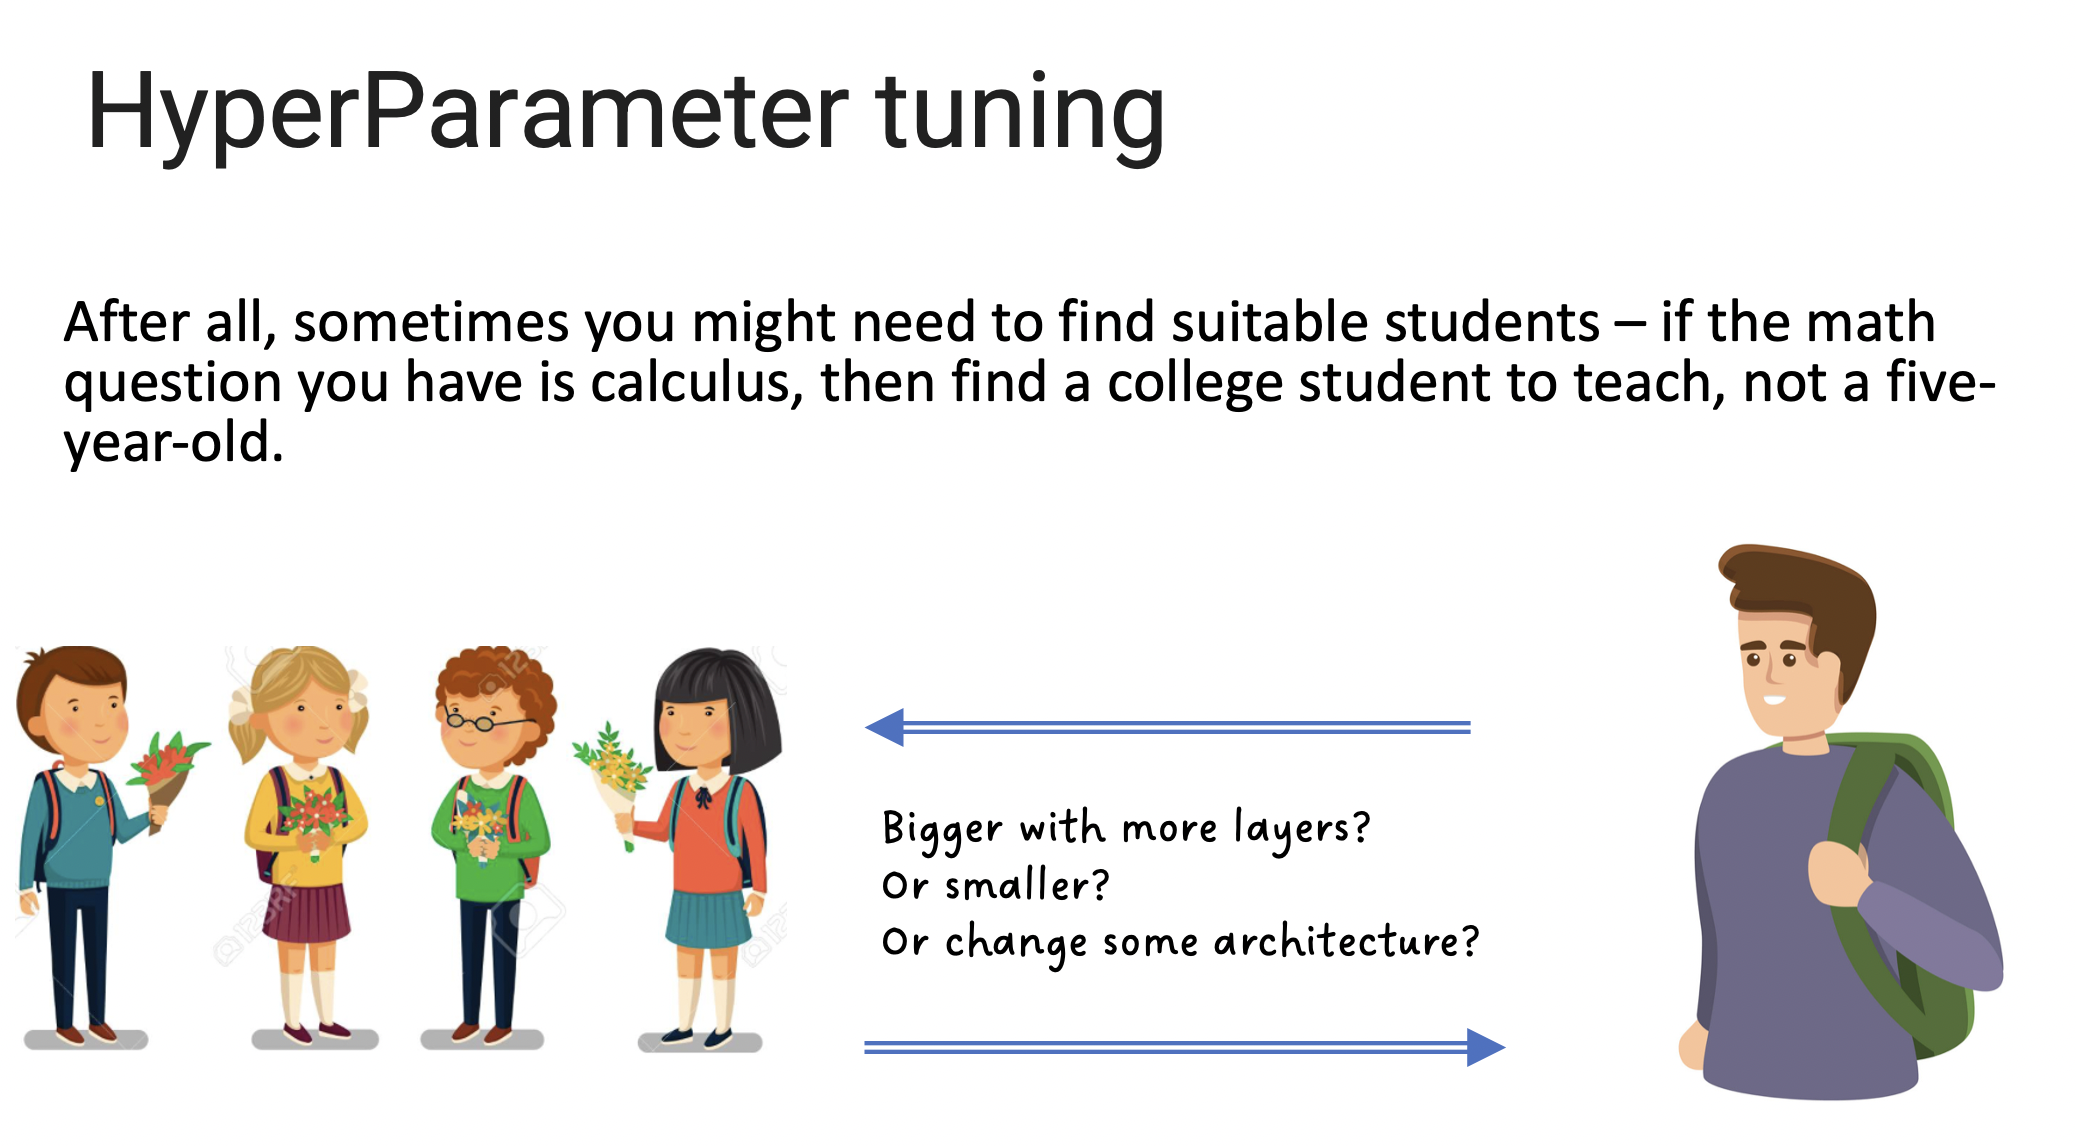 HyperParameter tuning
After all, sometimes you might need to find suitable students – if the math
question you have is calculus, then find a college student to teach, not a five-
year-old.
Bigger with more layers?
Or smaller?
Or change some architecture?